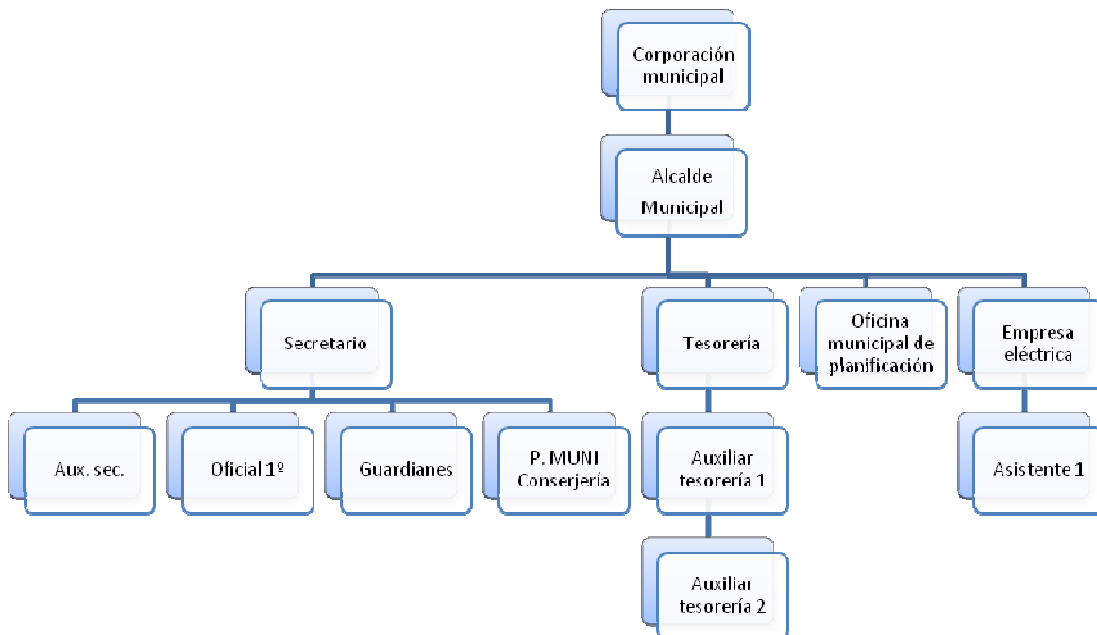 Corporación
municipal
Alcalde
Municipal
Secretario
Tesorería
Oficina
municipal de
planificación
Empresa
eléctrica
Aux. sec.
Oficial 1º
Guardianes
P. MUNI
Conserjería
Auxiliar
tesorería 1
Asistente 1
Auxiliar
tesorería 2